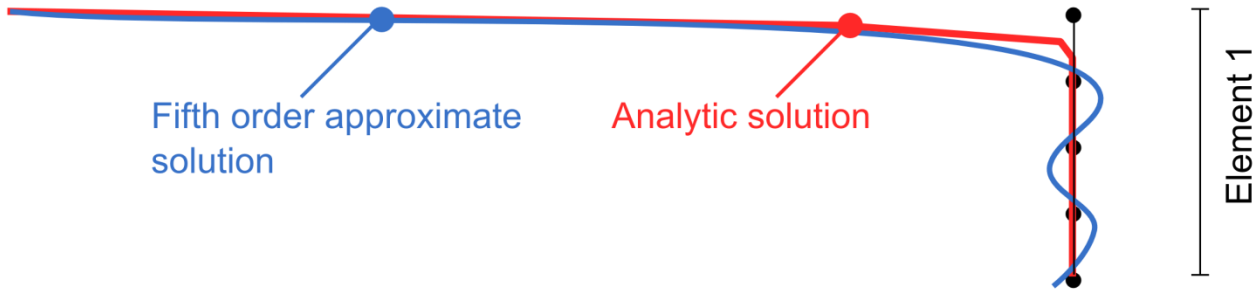 Fifth order approximate
solution
Analytic solution
Element 1